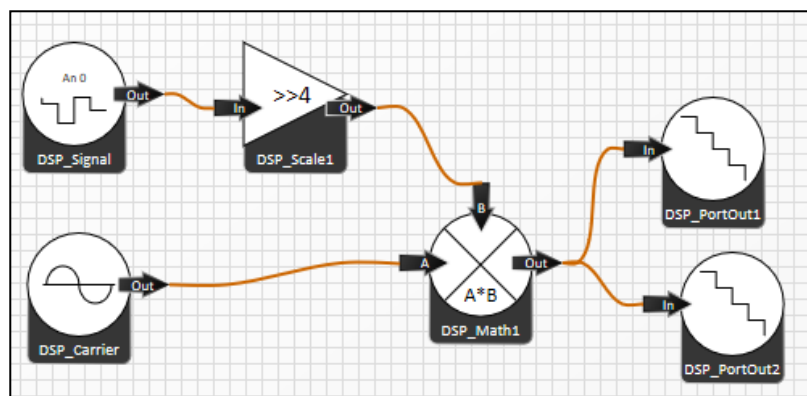 An 0
Out
DSP_Signal
In
>>4
Out
DSP_Scale1
In
DSP_PortOut1
B
Out
DSP_Carrier
A
A*B
Out
DSP_Math1
In
DSP_PortOut2